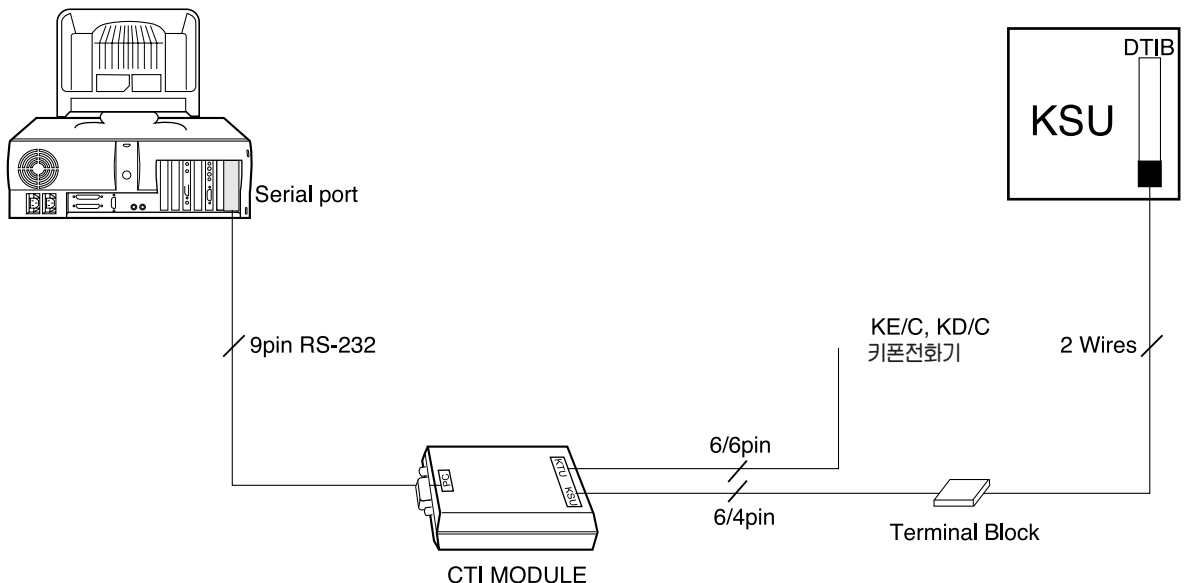 DTIB
KSU
Serial port
9pin RS-232
KE/C, KD/C
키폰전화기
2 Wires
6/6pin
PC
KTU
KSU
6/4pin
Terminal Block
CTI MODULE